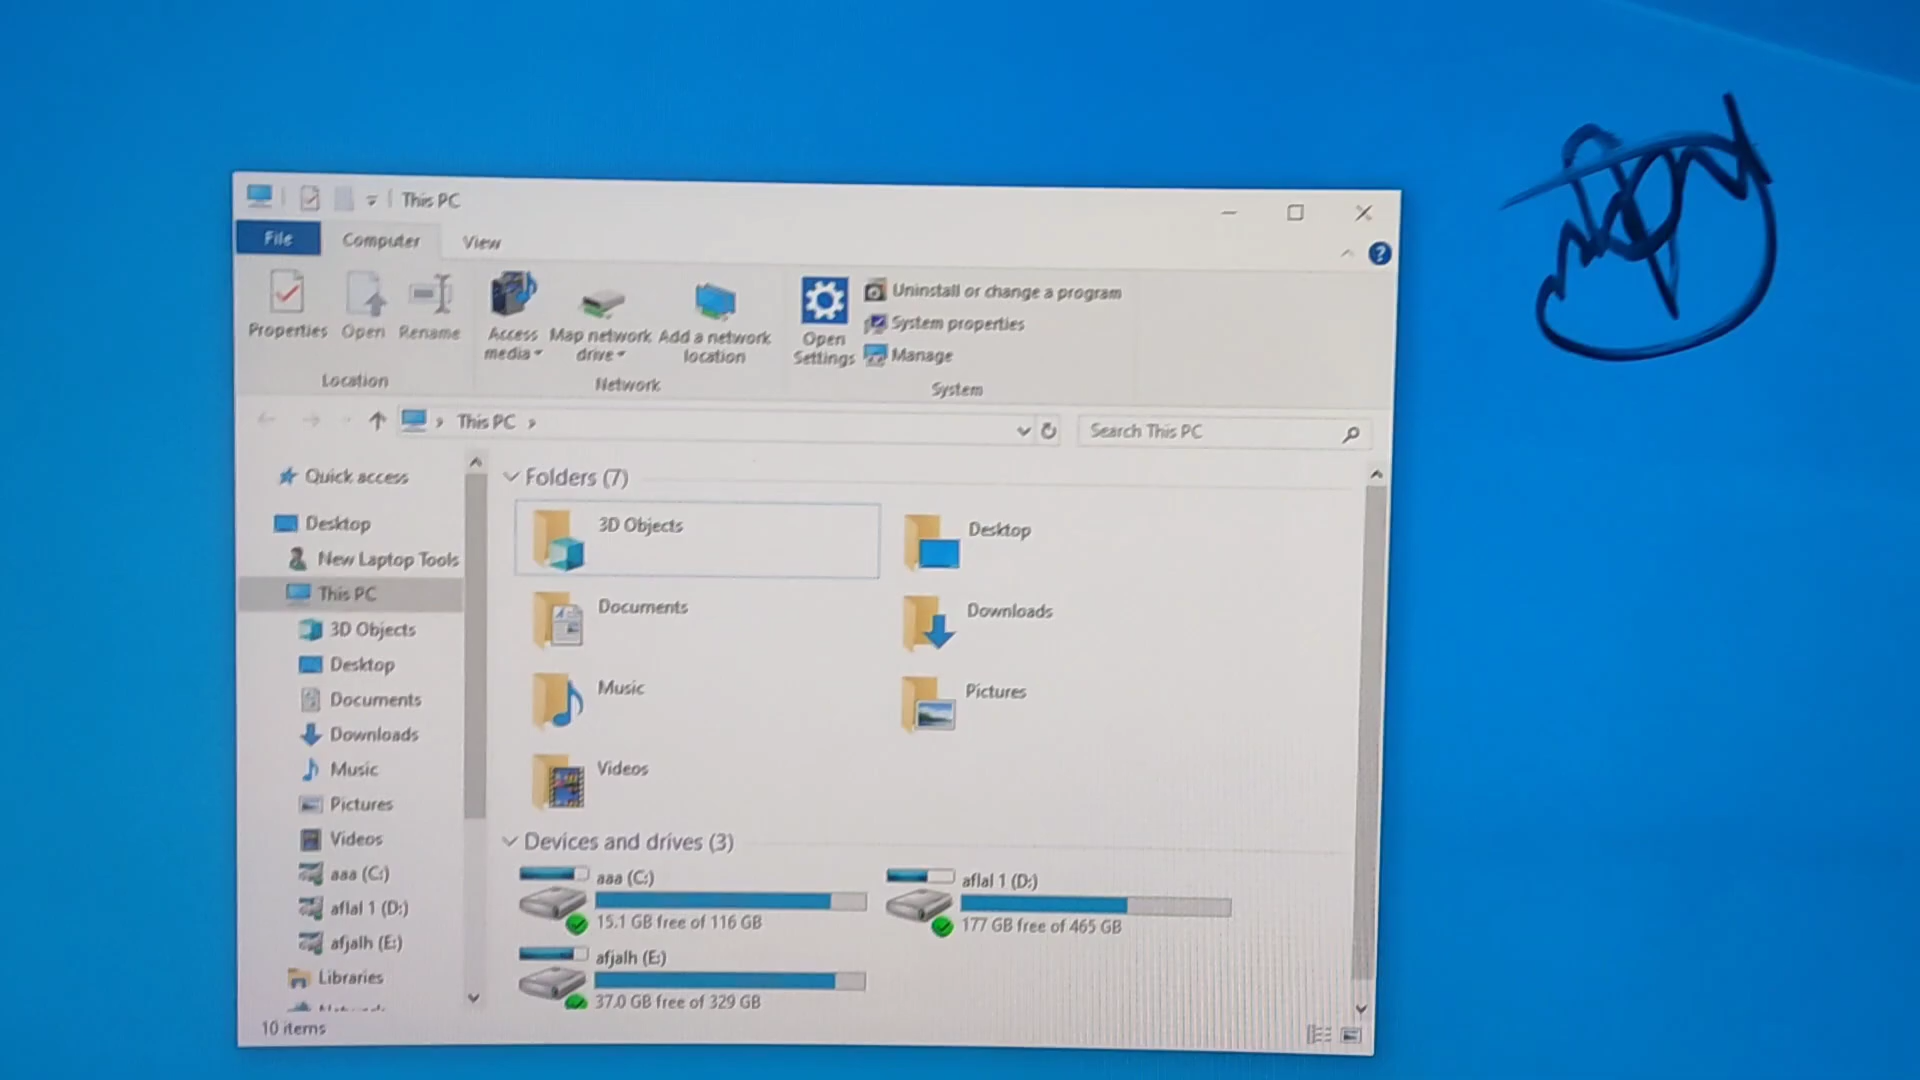 This PC
File Computer View
Properties Open Rename Access media Map network drive Add a network location Open Settings Uninstall or change a program
System properties
Manage
Location Network System
This PC Search This PC
Quick access
Desktop
New Laptop Tools
This PC
3D Objects
Desktop
Documents
Downloads
Music
Pictures
Videos
aaa (C:)
aflal 1 (D:)
afjalh (E:)
Libraries
Folders (7)
3D Objects Desktop
Documents Downloads
Music Pictures
Videos
Devices and drives (3)
aaa (C:)
15.1 GB free of 116 GB
aflal 1 (D:)
177 GB free of 465 GB
afjalh (E:)
37.0 GB free of 329 GB
10 items